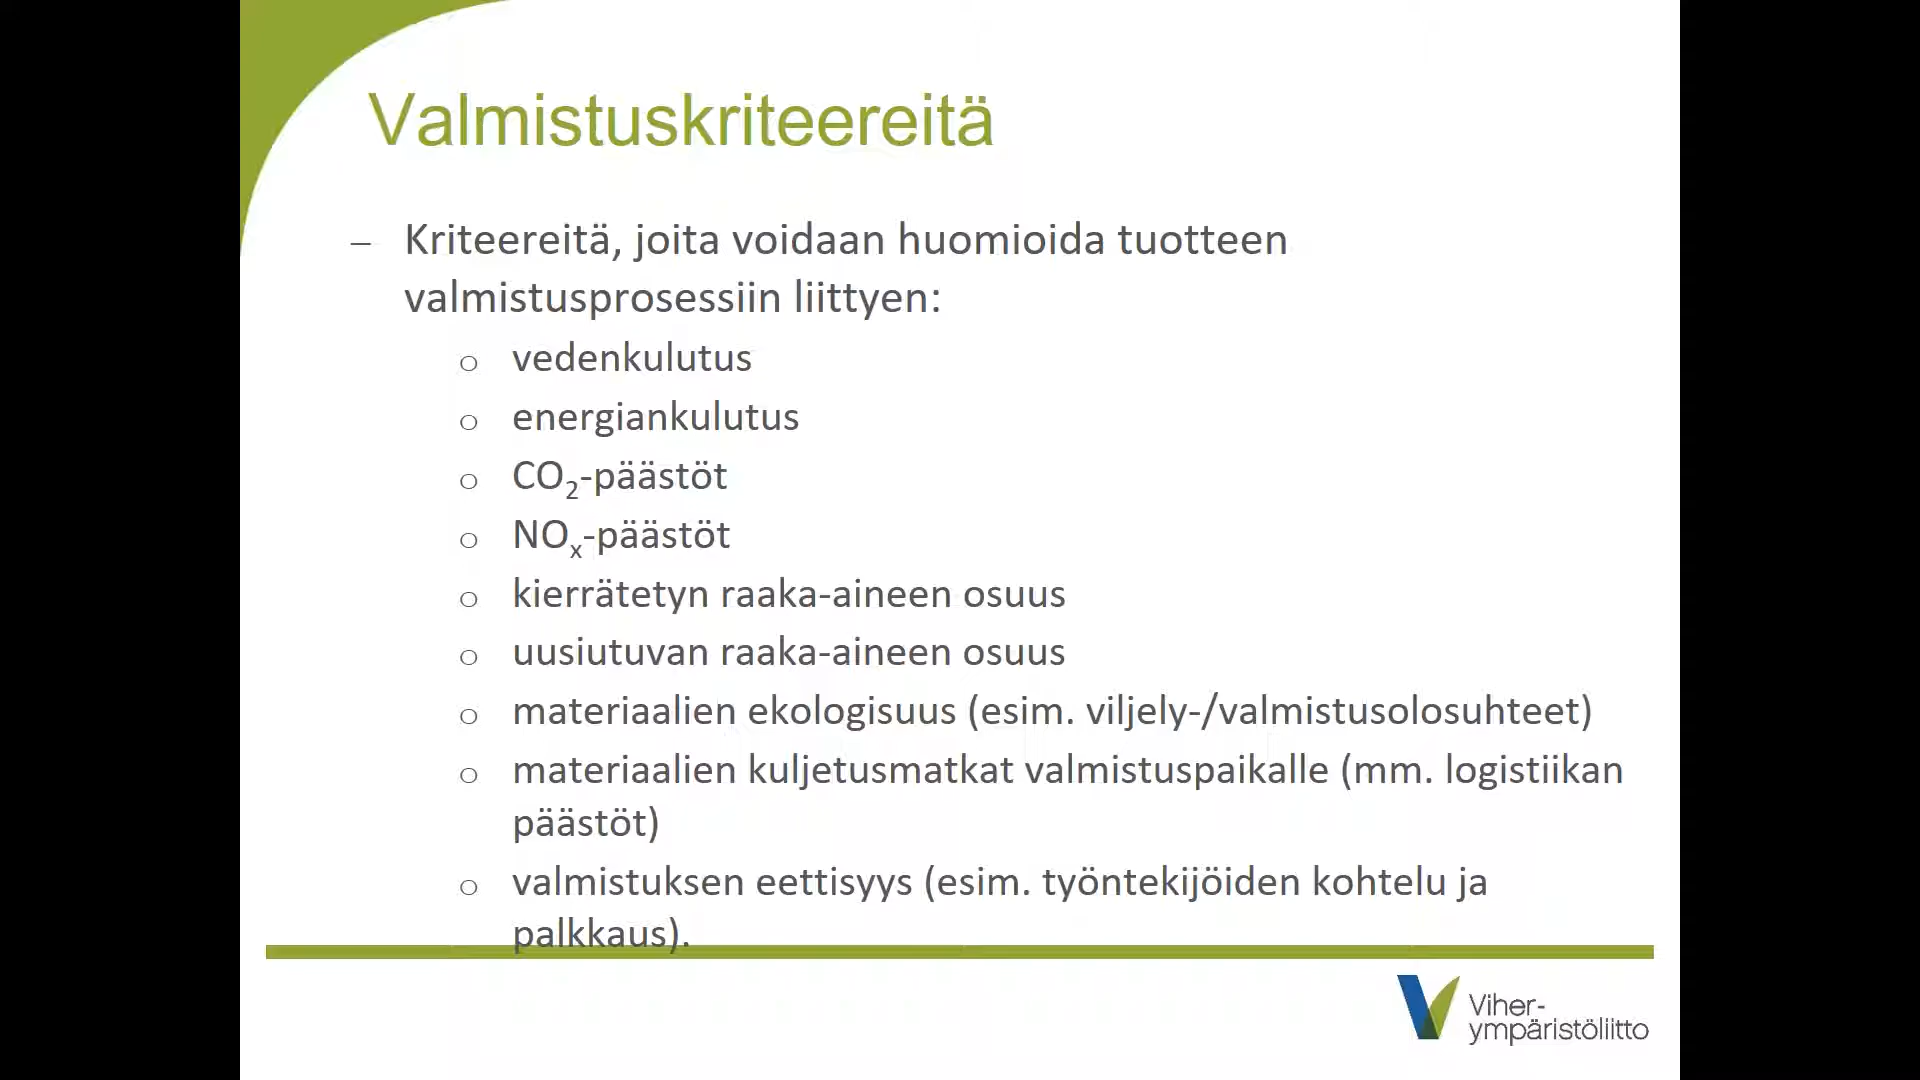 Valmistuskriteereitä
– Kriteereitä, joita voidaan huomioida tuotteen
valmistusprosessiin liittyen:
o vedenkulutus
o energiankulutus
o CO₂-päästöt
o NOₓ-päästöt
o kierrätetyn raaka-aineen osuus
o uusiutuvan raaka-aineen osuus
o materiaalien ekologisuus (esim. viljely-/valmistusolosuhteet)
o materiaalien kuljetusmatkat valmistuspaikalle (mm. logistiikan
päästöt)
o valmistuksen eettisyys (esim. työntekijöiden kohtelu ja
palkkaus).
Viher-
ympäristöliitto